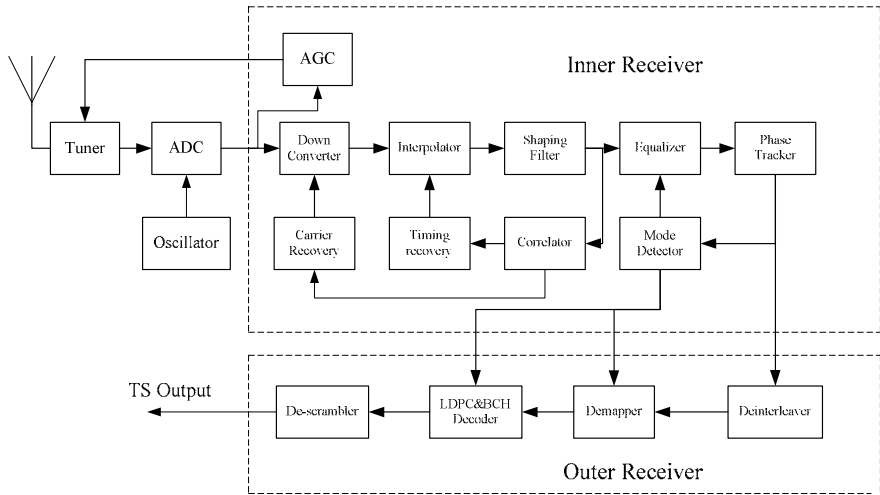 AGC
Inner Receiver
Tuner
ADC
Down
Converter
Interpolator
Shaping
Filter
Equalizer
Phase
Tracker
Oscillator
Carrier
Recovery
Timing
recovery
Correlator
Mode
Detector
TS Output
De-scrambler
LDPC&BCH
Decoder
Demapper
Deinterleaver
Outer Receiver